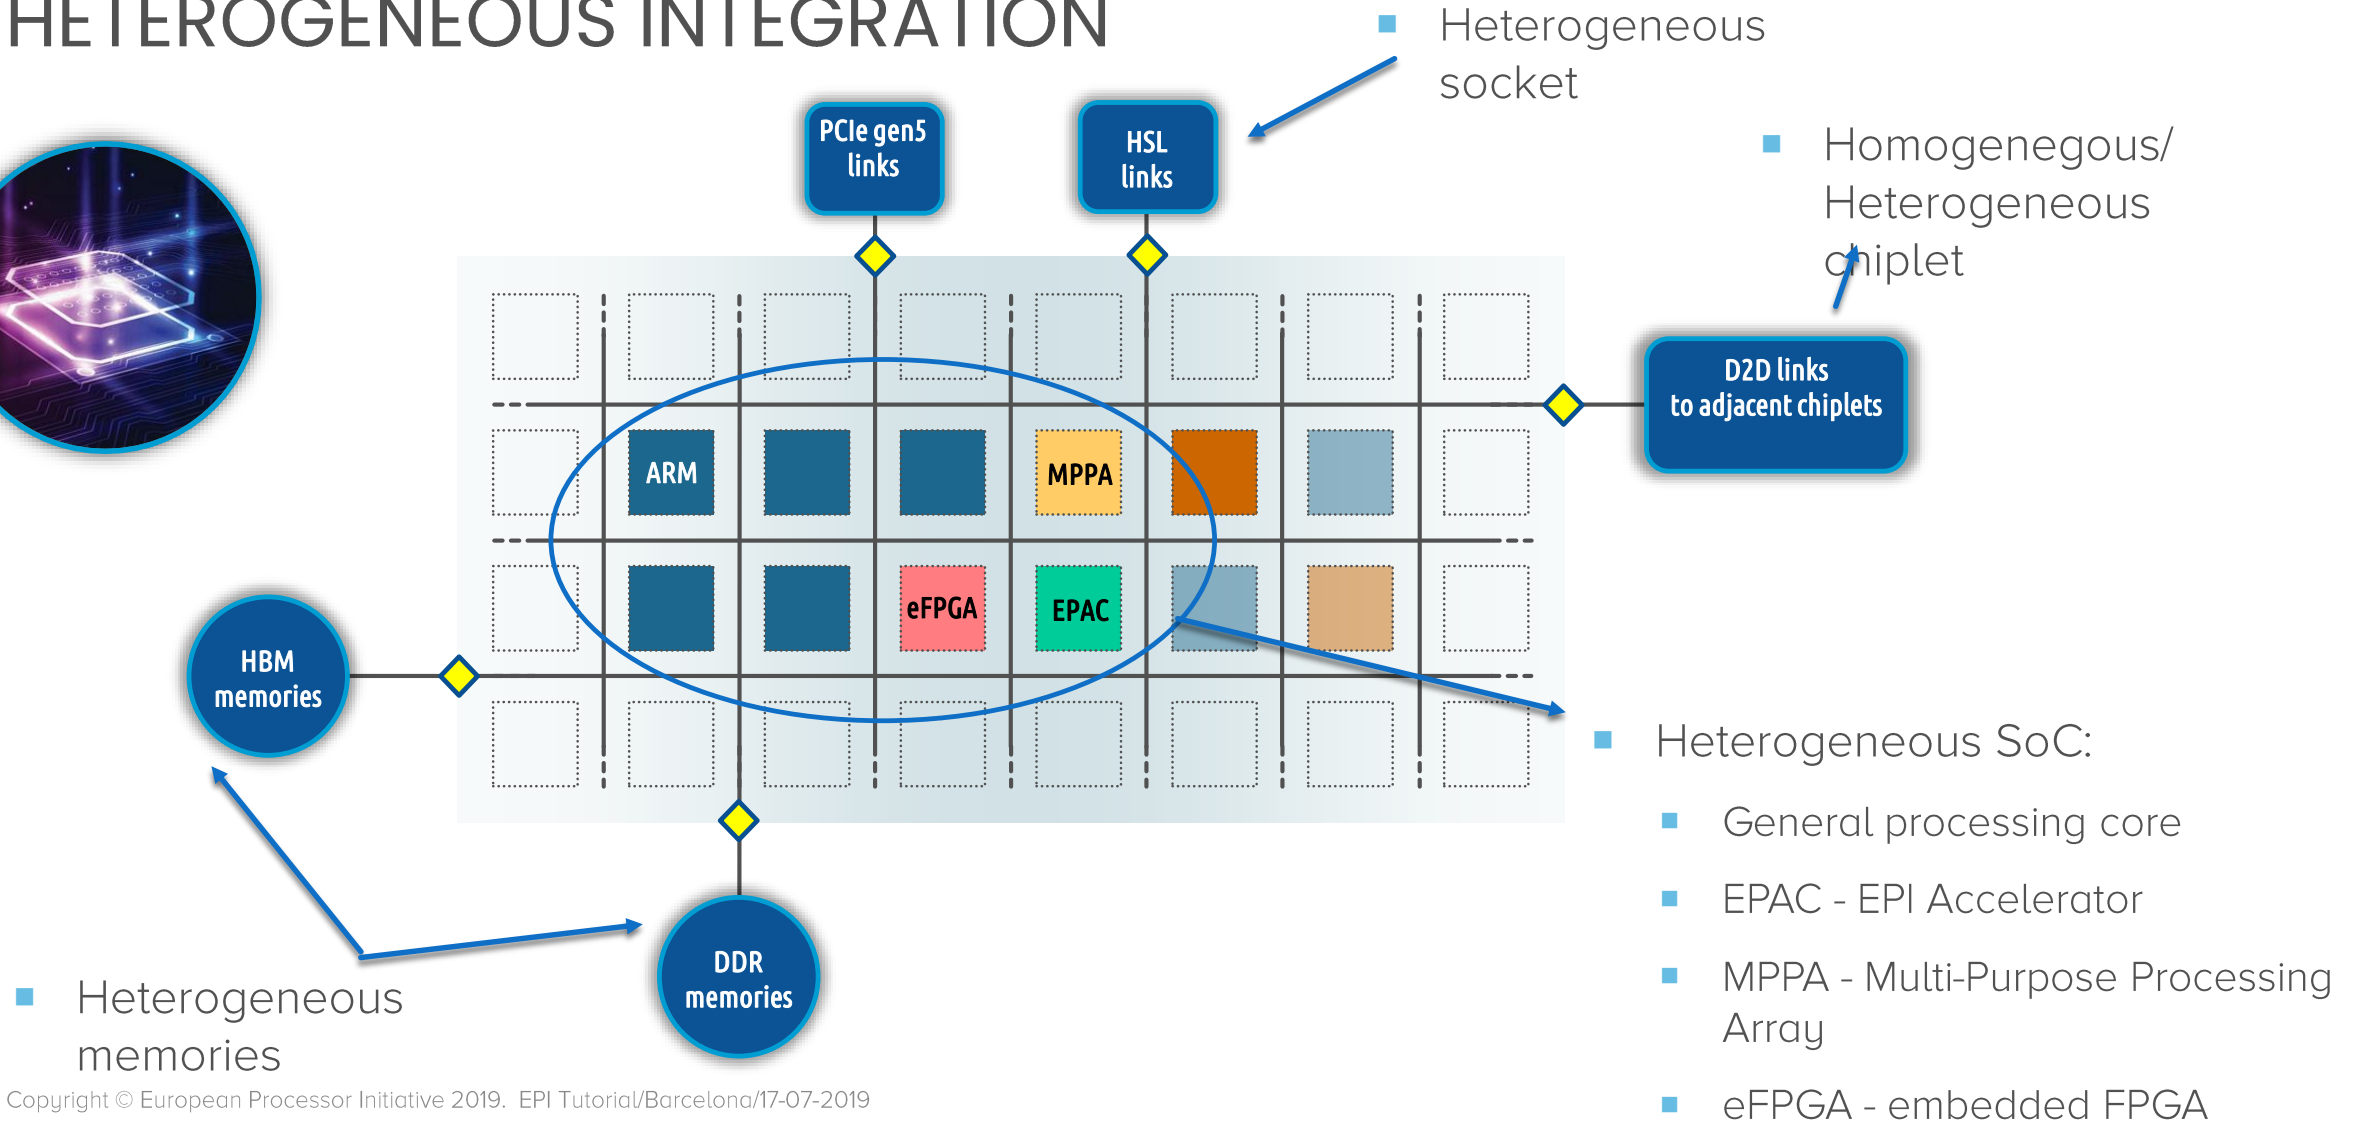 HETEROGENEOUS INTEGRATION
Heterogeneous
socket
PCIe gen5
links
HSL
links
Homogenegous/
Heterogeneous
chiplet
D2D links
to adjacent chiplets
ARM
MPPA
eFPGA
EPAC
HBM
memories
DDR
memories
Heterogeneous
memories
Heterogeneous SoC:
General processing core
EPAC - EPI Accelerator
MPPA - Multi-Purpose Processing
Array
eFPGA - embedded FPGA
Copyright © European Processor Initiative 2019. EPI Tutorial/Barcelona/17-07-2019